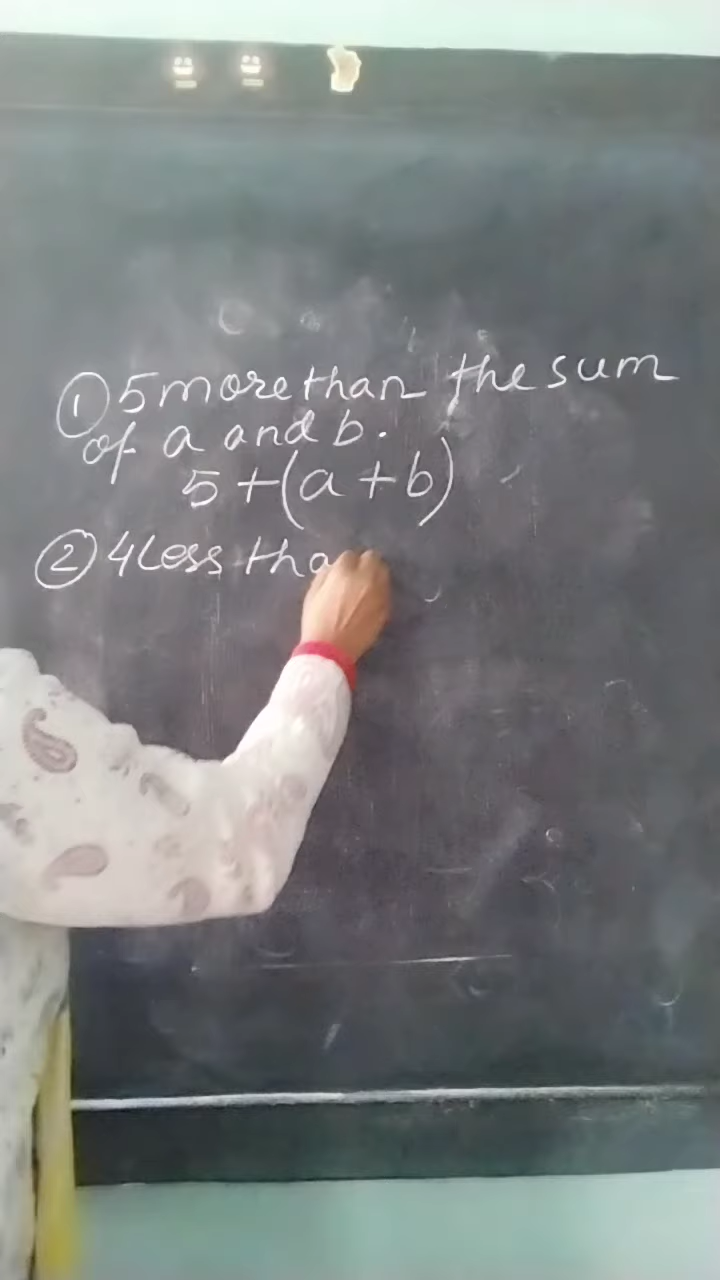 ① 5 more than the sum
of a and b.
5+(a+b)
② 4 Less tha